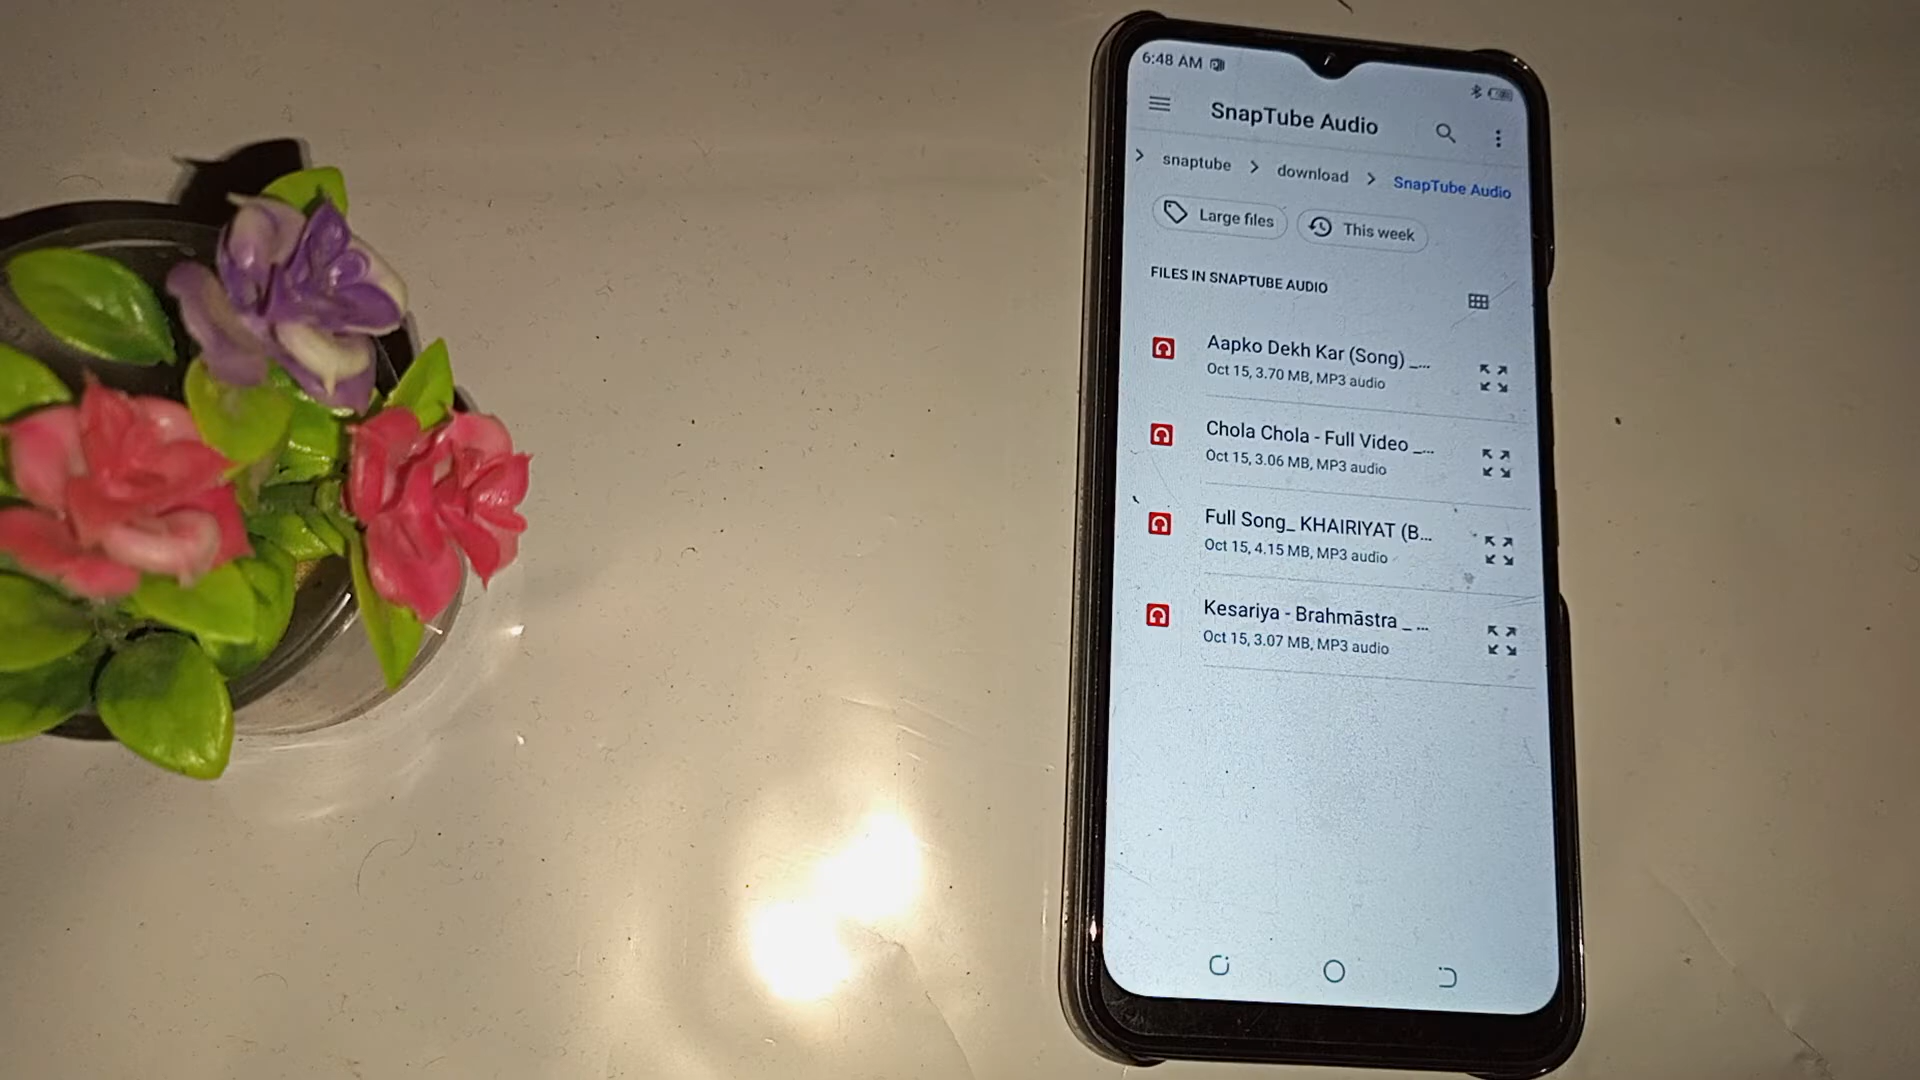 6:48 AM
SnapTube Audio
snaptube > download > SnapTube Audio
Large files
This week
FILES IN SNAPTUBE AUDIO
Aapko Dekh Kar (Song) _...
Oct 15, 3.70 MB, MP3 audio
Chola Chola - Full Video _...
Oct 15, 3.06 MB, MP3 audio
Full Song_ KHAIRIYAT (B...
Oct 15, 4.15 MB, MP3 audio
Kesariya - Brahmāstra _ ...
Oct 15, 3.07 MB, MP3 audio